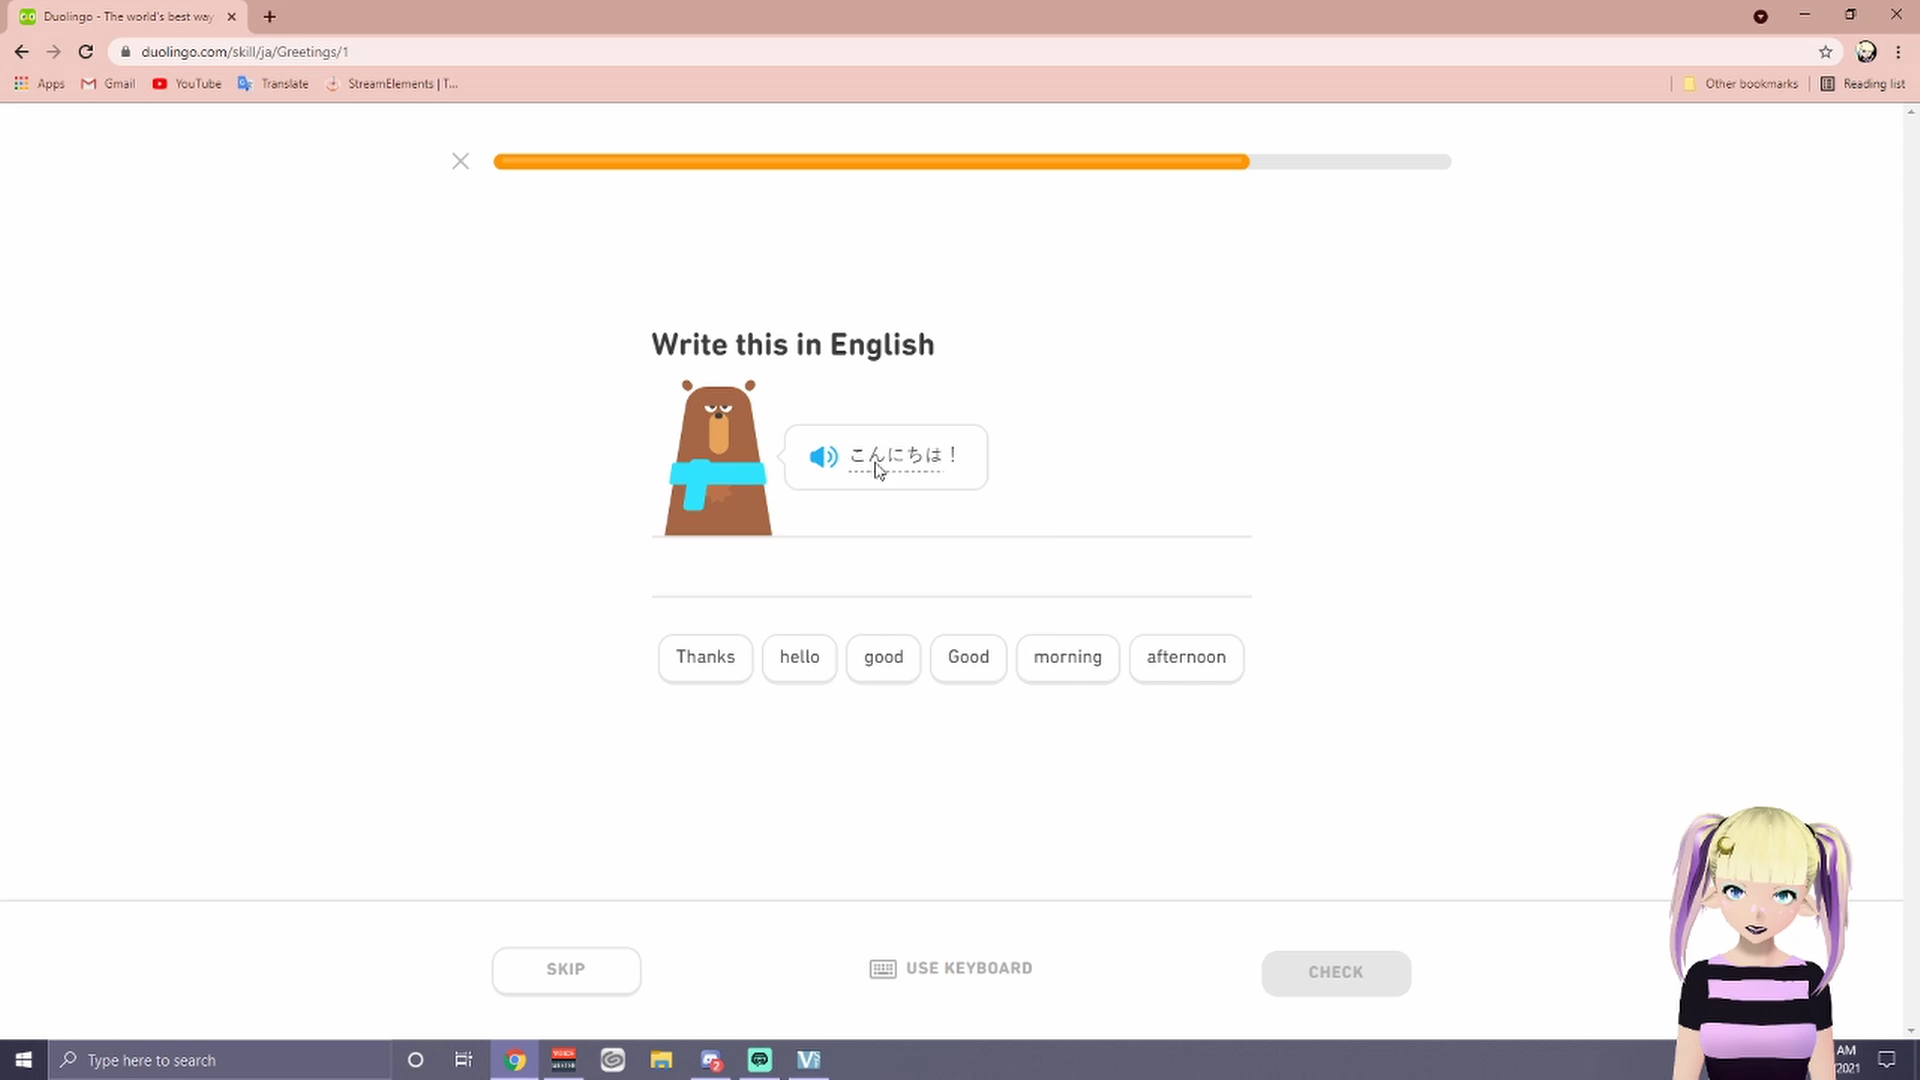 Duolingo - The world's best way
duolingo.com/skill/ja/Greetings/1
Apps Gmail YouTube Translate StreamElements | T... Other bookmarks Reading list
Write this in English
こんにちは！
Thanks hello good Good morning afternoon
SKIP USE KEYBOARD CHECK
Type here to search
AM
2021